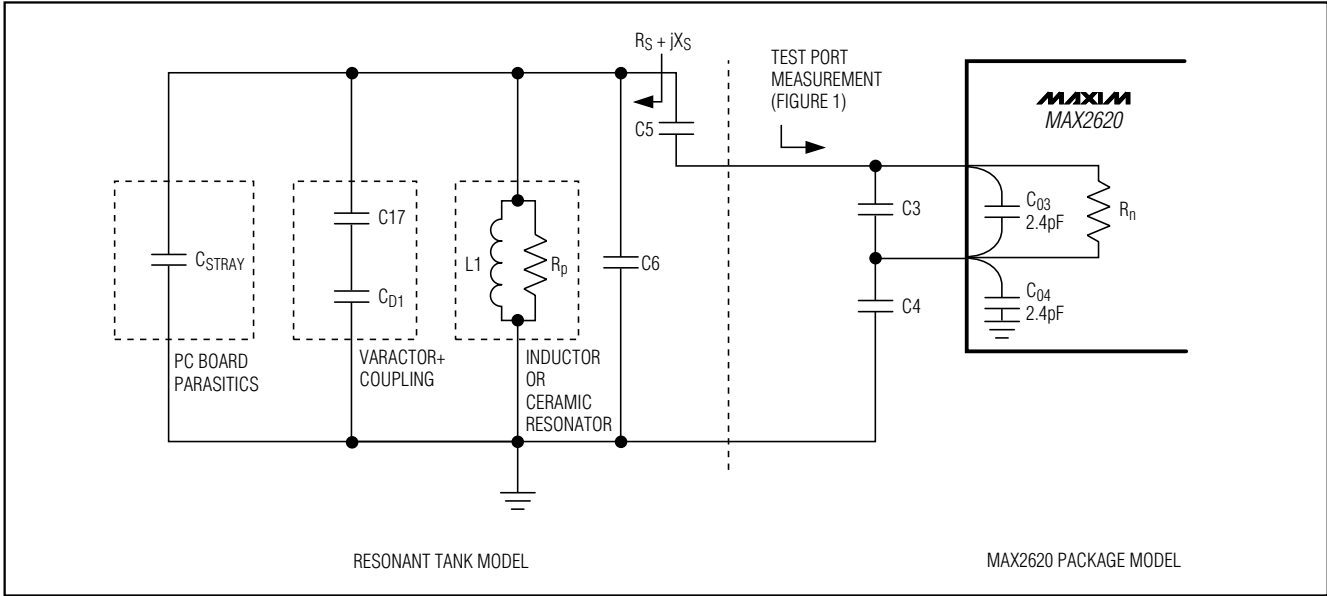 R_S + jX_S
TEST PORT
MEASUREMENT
(FIGURE 1)
MAXIM
MAX2620
C5
C17
C3
C_03
2.4pF
R_n
C_STRAY
L1
R_p
C6
C_D1
C4
C_04
2.4pF
PC BOARD
PARASITICS
VARACTOR+
COUPLING
INDUCTOR
OR
CERAMIC
RESONATOR
RESONANT TANK MODEL
MAX2620 PACKAGE MODEL